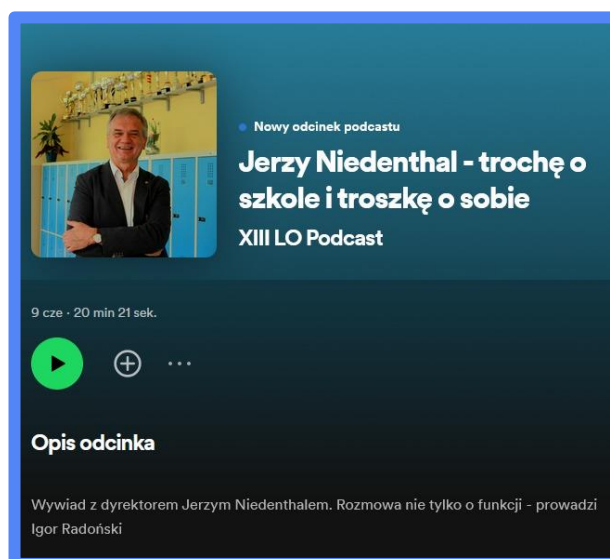 Nowy odcinek podcastu
Jerzy Niedenthal - trochę o
szkole i troszkę o sobie
XIII LO Podcast
9 cze · 20 min 21 sek.
Opis odcinka
Wywiad z dyrektorem Jerzym Niedenthalem. Rozmowa nie tylko o funkcji - prowadzi
Igor Radoński